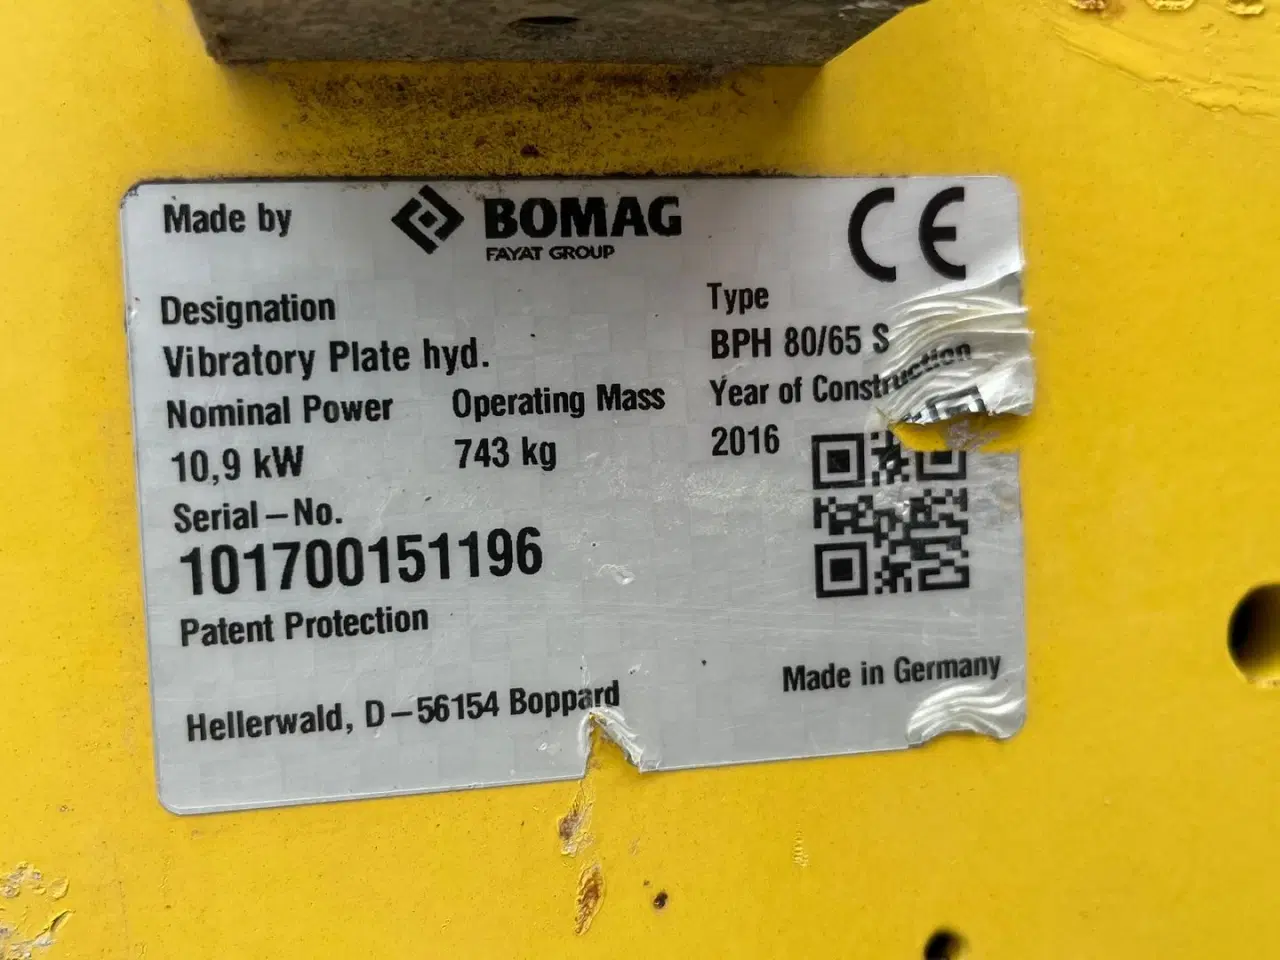 Made by
BOMAG
FAYAT GROUP
CE
Designation
Type
Vibratory Plate hyd.
BPH 80/65 S
Nominal Power
Operating Mass
Year of Construction
10,9 kW
743 kg
2016
Serial–No.
101700151196
Patent Protection
Made in Germany
Hellerwald, D–56154 Boppard